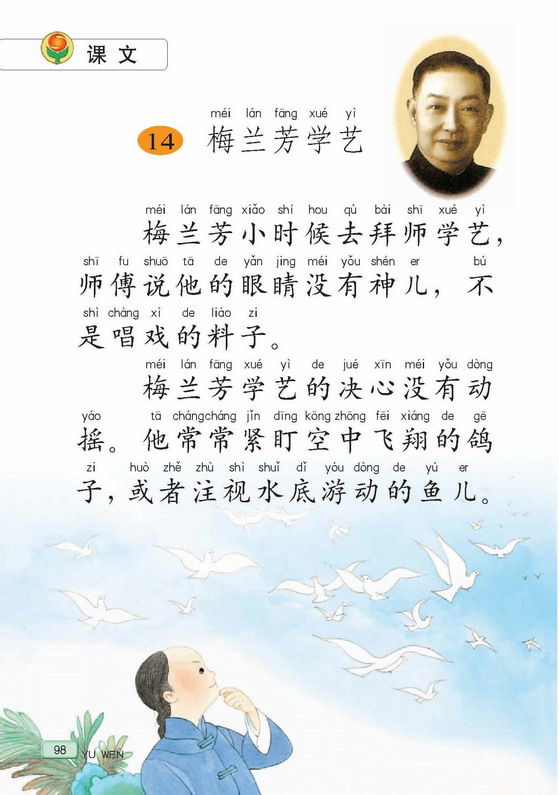 课文
méi lán fāng xué yì
14 梅兰芳学艺
méi lán fāng xiǎo shí hou qù bài shī xué yì
梅兰芳小时候去拜师学艺，
shī fu shuō tā de yǎn jing méi yǒu shén er bú
师傅说他的眼睛没有神儿，不
shì chàng xì de liào zi
是唱戏的料子。
méi lán fāng xué yì de jué xīn méi yǒu dòng
梅兰芳学艺的决心没有动
yáo tā chángcháng jǐn dīng kōng zhōng fēi xiáng de gē
摇。他常常紧盯空中飞翔的鸽
zi huò zhě zhù shì shuǐ dǐ yóu dòng de yú er
子，或者注视水底游动的鱼儿。
98 YU WEN